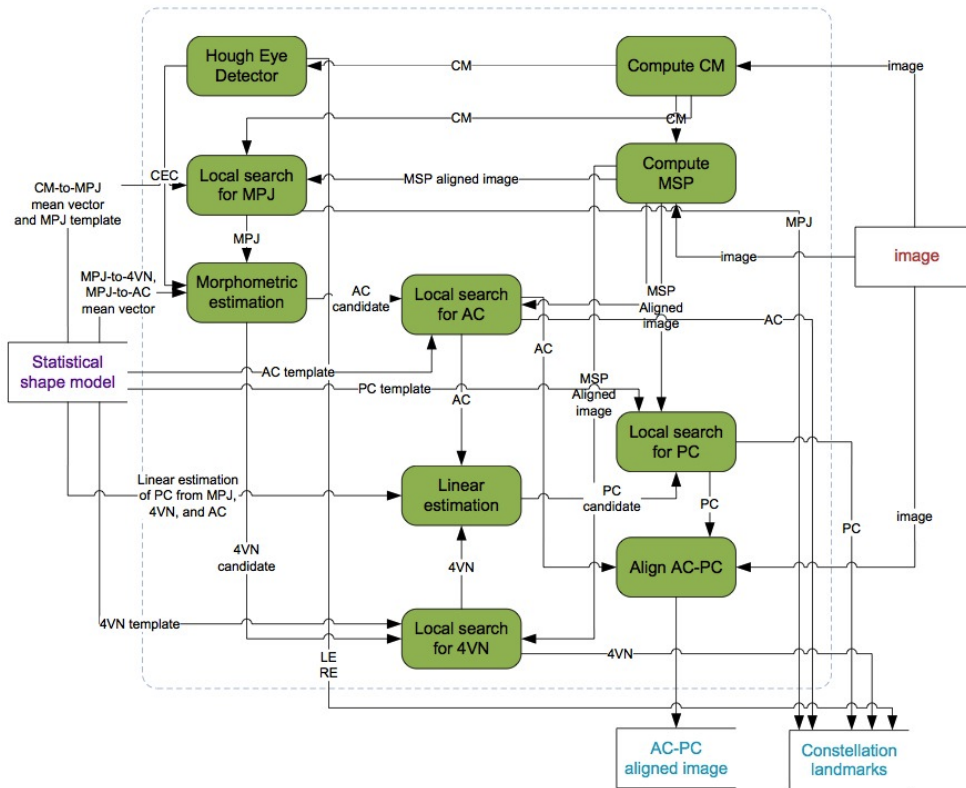 Hough Eye
Detector
CM
Compute CM
image
CM
CM
CEC
Local search
for MPJ
MSP aligned image
Compute
MSP
CM-to-MPJ
mean vector
and MPJ template
MPJ
MPJ
image
image
MPJ-to-4VN,
MPJ-to-AC
mean vector
Morphometric
estimation
AC
candidate
Local search
for AC
MSP
Aligned
image
AC
AC
Statistical
shape model
AC template
PC template
AC
MSP
Aligned
image
Local search
for PC
Linear estimation
of PC from MPJ,
4VN, and AC
Linear
estimation
PC
candidate
PC
PC
image
4VN
candidate
4VN
Align AC-PC
4VN template
Local search
for 4VN
4VN
LE
RE
AC-PC
aligned image
Constellation
landmarks